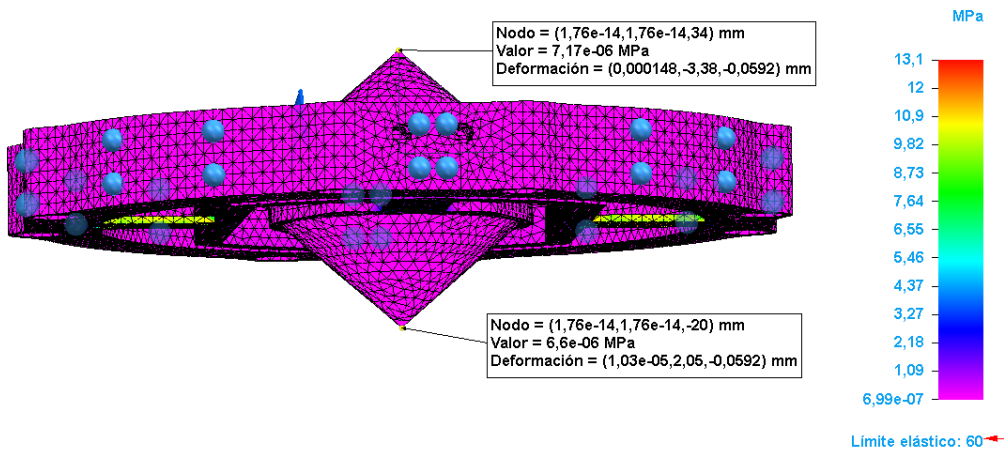 MPa
Nodo = (1,76e-14,1,76e-14,34) mm
Valor = 7,17e-06 MPa
Deformación = (0,000148,-3,38,-0,0592) mm
13,1
12
10,9
9,82
8,73
7,64
6,55
5,46
4,37
3,27
2,18
1,09
6,99e-07
Nodo = (1,76e-14,1,76e-14,-20) mm
Valor = 6,6e-06 MPa
Deformación = (1,03e-05,2,05,-0,0592) mm
Límite elástico: 60